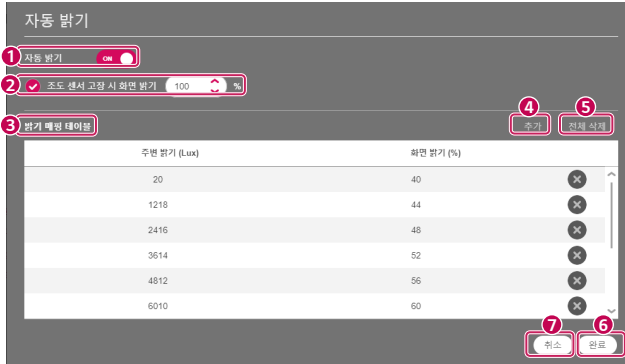 자동 밝기
1 자동 밝기 ON
2 조도 센서 고장 시 화면 밝기 100 %
4 5
3 밝기 매핑 테이블 추가 전체 삭제
주변 밝기 (Lux) 화면 밝기 (%)
20 40
1218 44
2416 48
3614 52
4812 56
6010 60
7 6
취소 완료